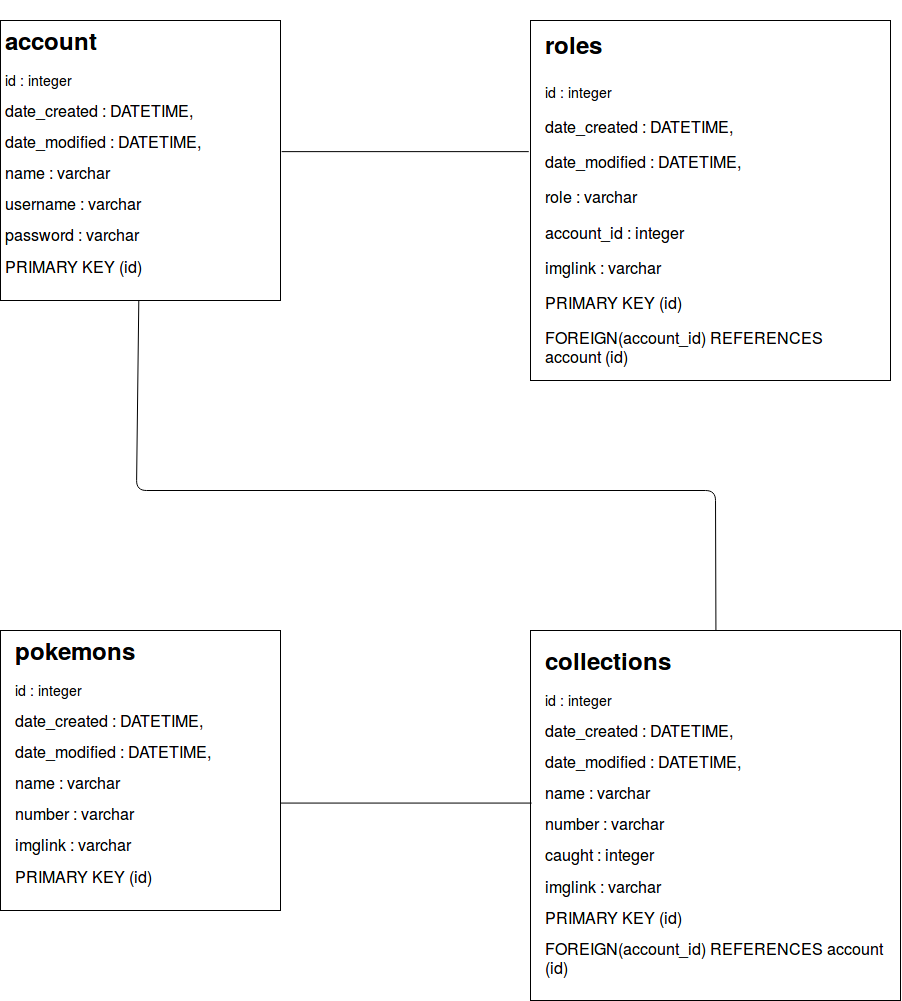 account
id : integer
date_created : DATETIME,
date_modified : DATETIME,
name : varchar
username : varchar
password : varchar
PRIMARY KEY (id)
roles
id : integer
date_created : DATETIME,
date_modified : DATETIME,
role : varchar
account_id : integer
imglink : varchar
PRIMARY KEY (id)
FOREIGN(account_id) REFERENCES
account (id)
pokemons
id : integer
date_created : DATETIME,
date_modified : DATETIME,
name : varchar
number : varchar
imglink : varchar
PRIMARY KEY (id)
collections
id : integer
date_created : DATETIME,
date_modified : DATETIME,
name : varchar
number : varchar
caught : integer
imglink : varchar
PRIMARY KEY (id)
FOREIGN(account_id) REFERENCES account
(id)